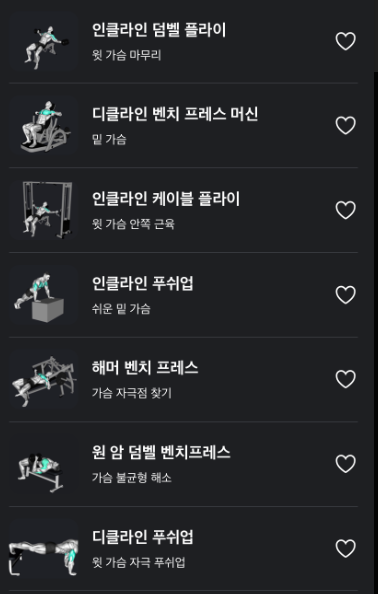 인클라인 덤벨 플라이
윗 가슴 마무리
디클라인 벤치 프레스 머신
밑 가슴
인클라인 케이블 플라이
윗 가슴 안쪽 근육
인클라인 푸쉬업
쉬운 밑 가슴
해머 벤치 프레스
가슴 자극점 찾기
원 암 덤벨 벤치프레스
가슴 불균형 해소
디클라인 푸쉬업
윗 가슴 자극 푸쉬업